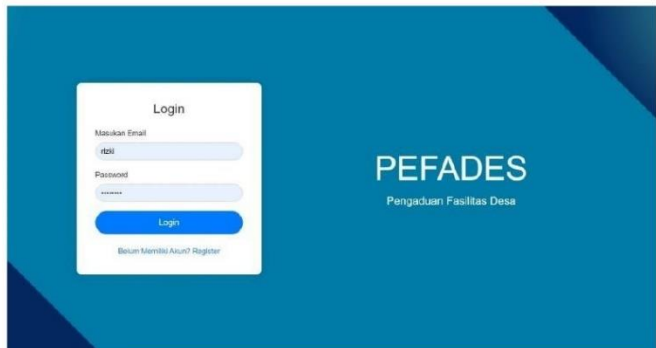 Login
Masukan Email
rizki
Password
Login
Belum Memiliki Akun? Register
PEFADES
Pengaduan Fasilitas Desa